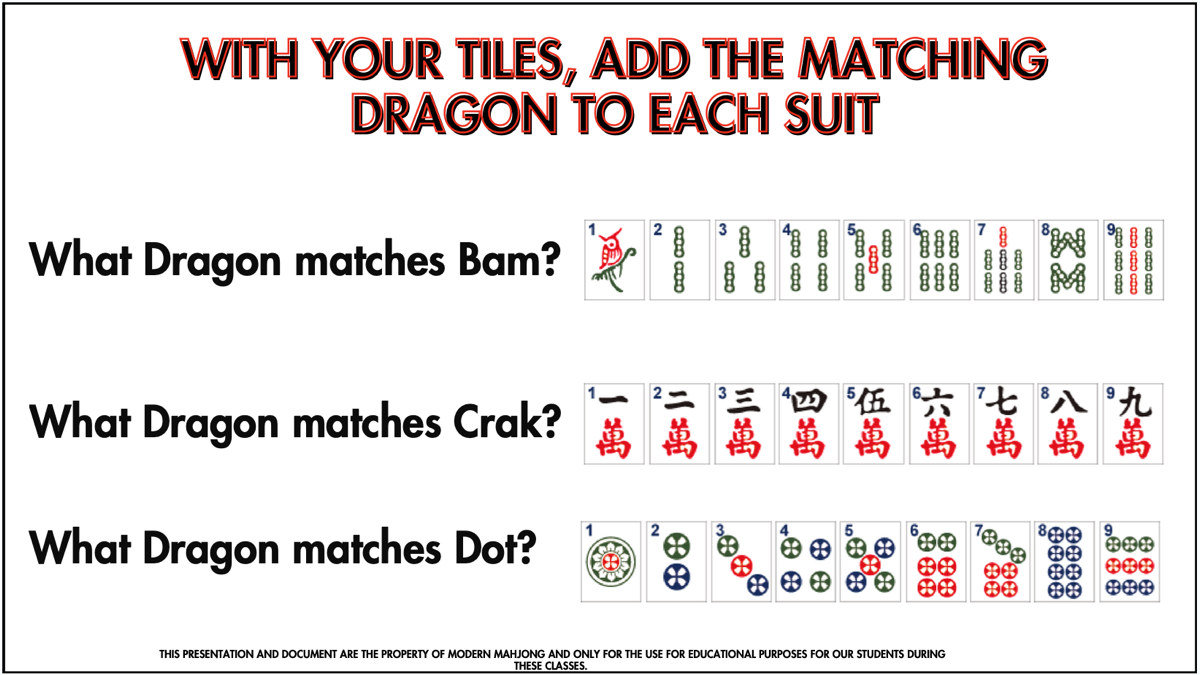 WITH YOUR TILES, ADD THE MATCHING
DRAGON TO EACH SUIT
What Dragon matches Bam?
1 2 3 4 5 6 7 8 9
What Dragon matches Crak?
1 2 3 4 5 6 7 8 9
一 二 三 四 伍 六 七 八 九
萬 萬 萬 萬 萬 萬 萬 萬 萬
What Dragon matches Dot?
1 2 3 4 5 6 7 8 9
THIS PRESENTATION AND DOCUMENT ARE THE PROPERTY OF MODERN MAHJONG AND ONLY FOR THE USE FOR EDUCATIONAL PURPOSES FOR OUR STUDENTS DURING
THESE CLASSES.